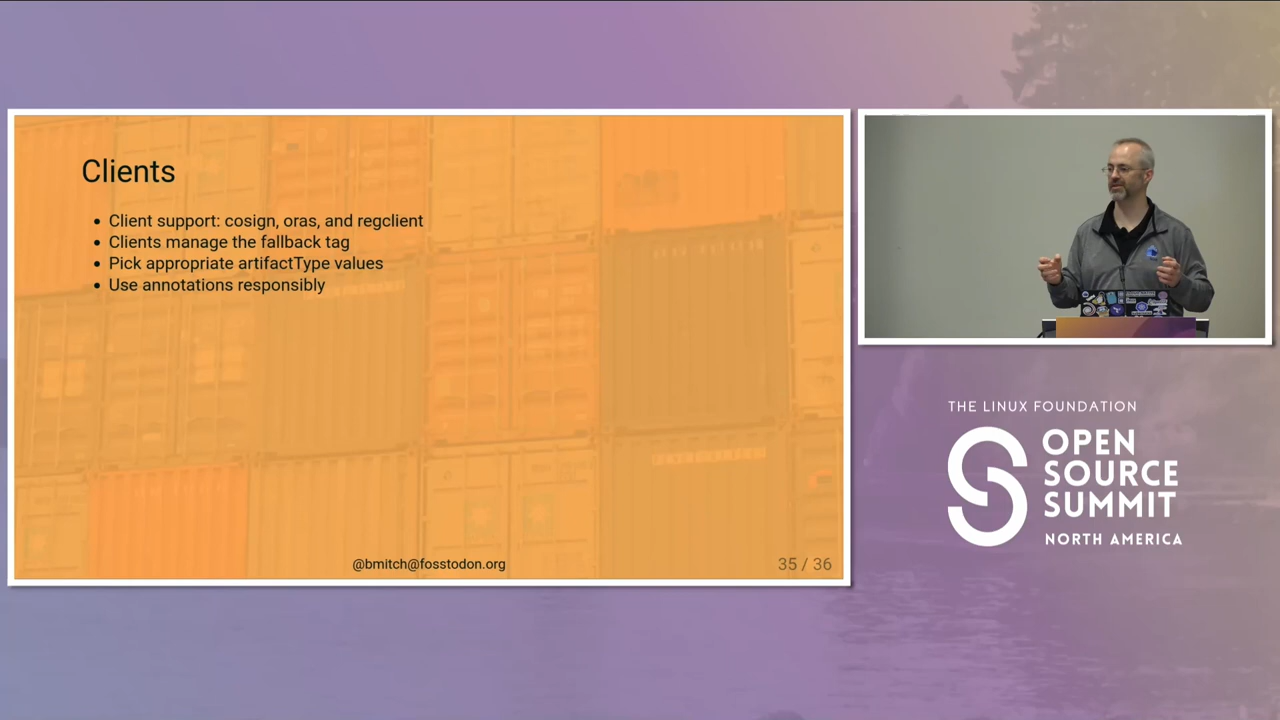 Clients
• Client support: cosign, oras, and regclient
• Clients manage the fallback tag
• Pick appropriate artifactType values
• Use annotations responsibly
@bmitch@fosstodon.org
35 / 36
THE LINUX FOUNDATION
OPEN
SOURCE
SUMMIT
NORTH AMERICA